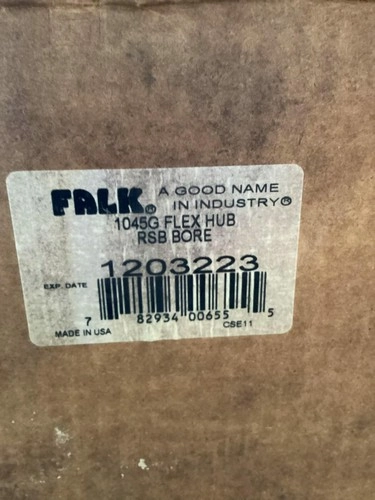 FALK® A GOOD NAME
IN INDUSTRY®
1045G FLEX HUB
RSB BORE
1203223
EXP. DATE
7 82934 00655 5
MADE IN USA
CSE11